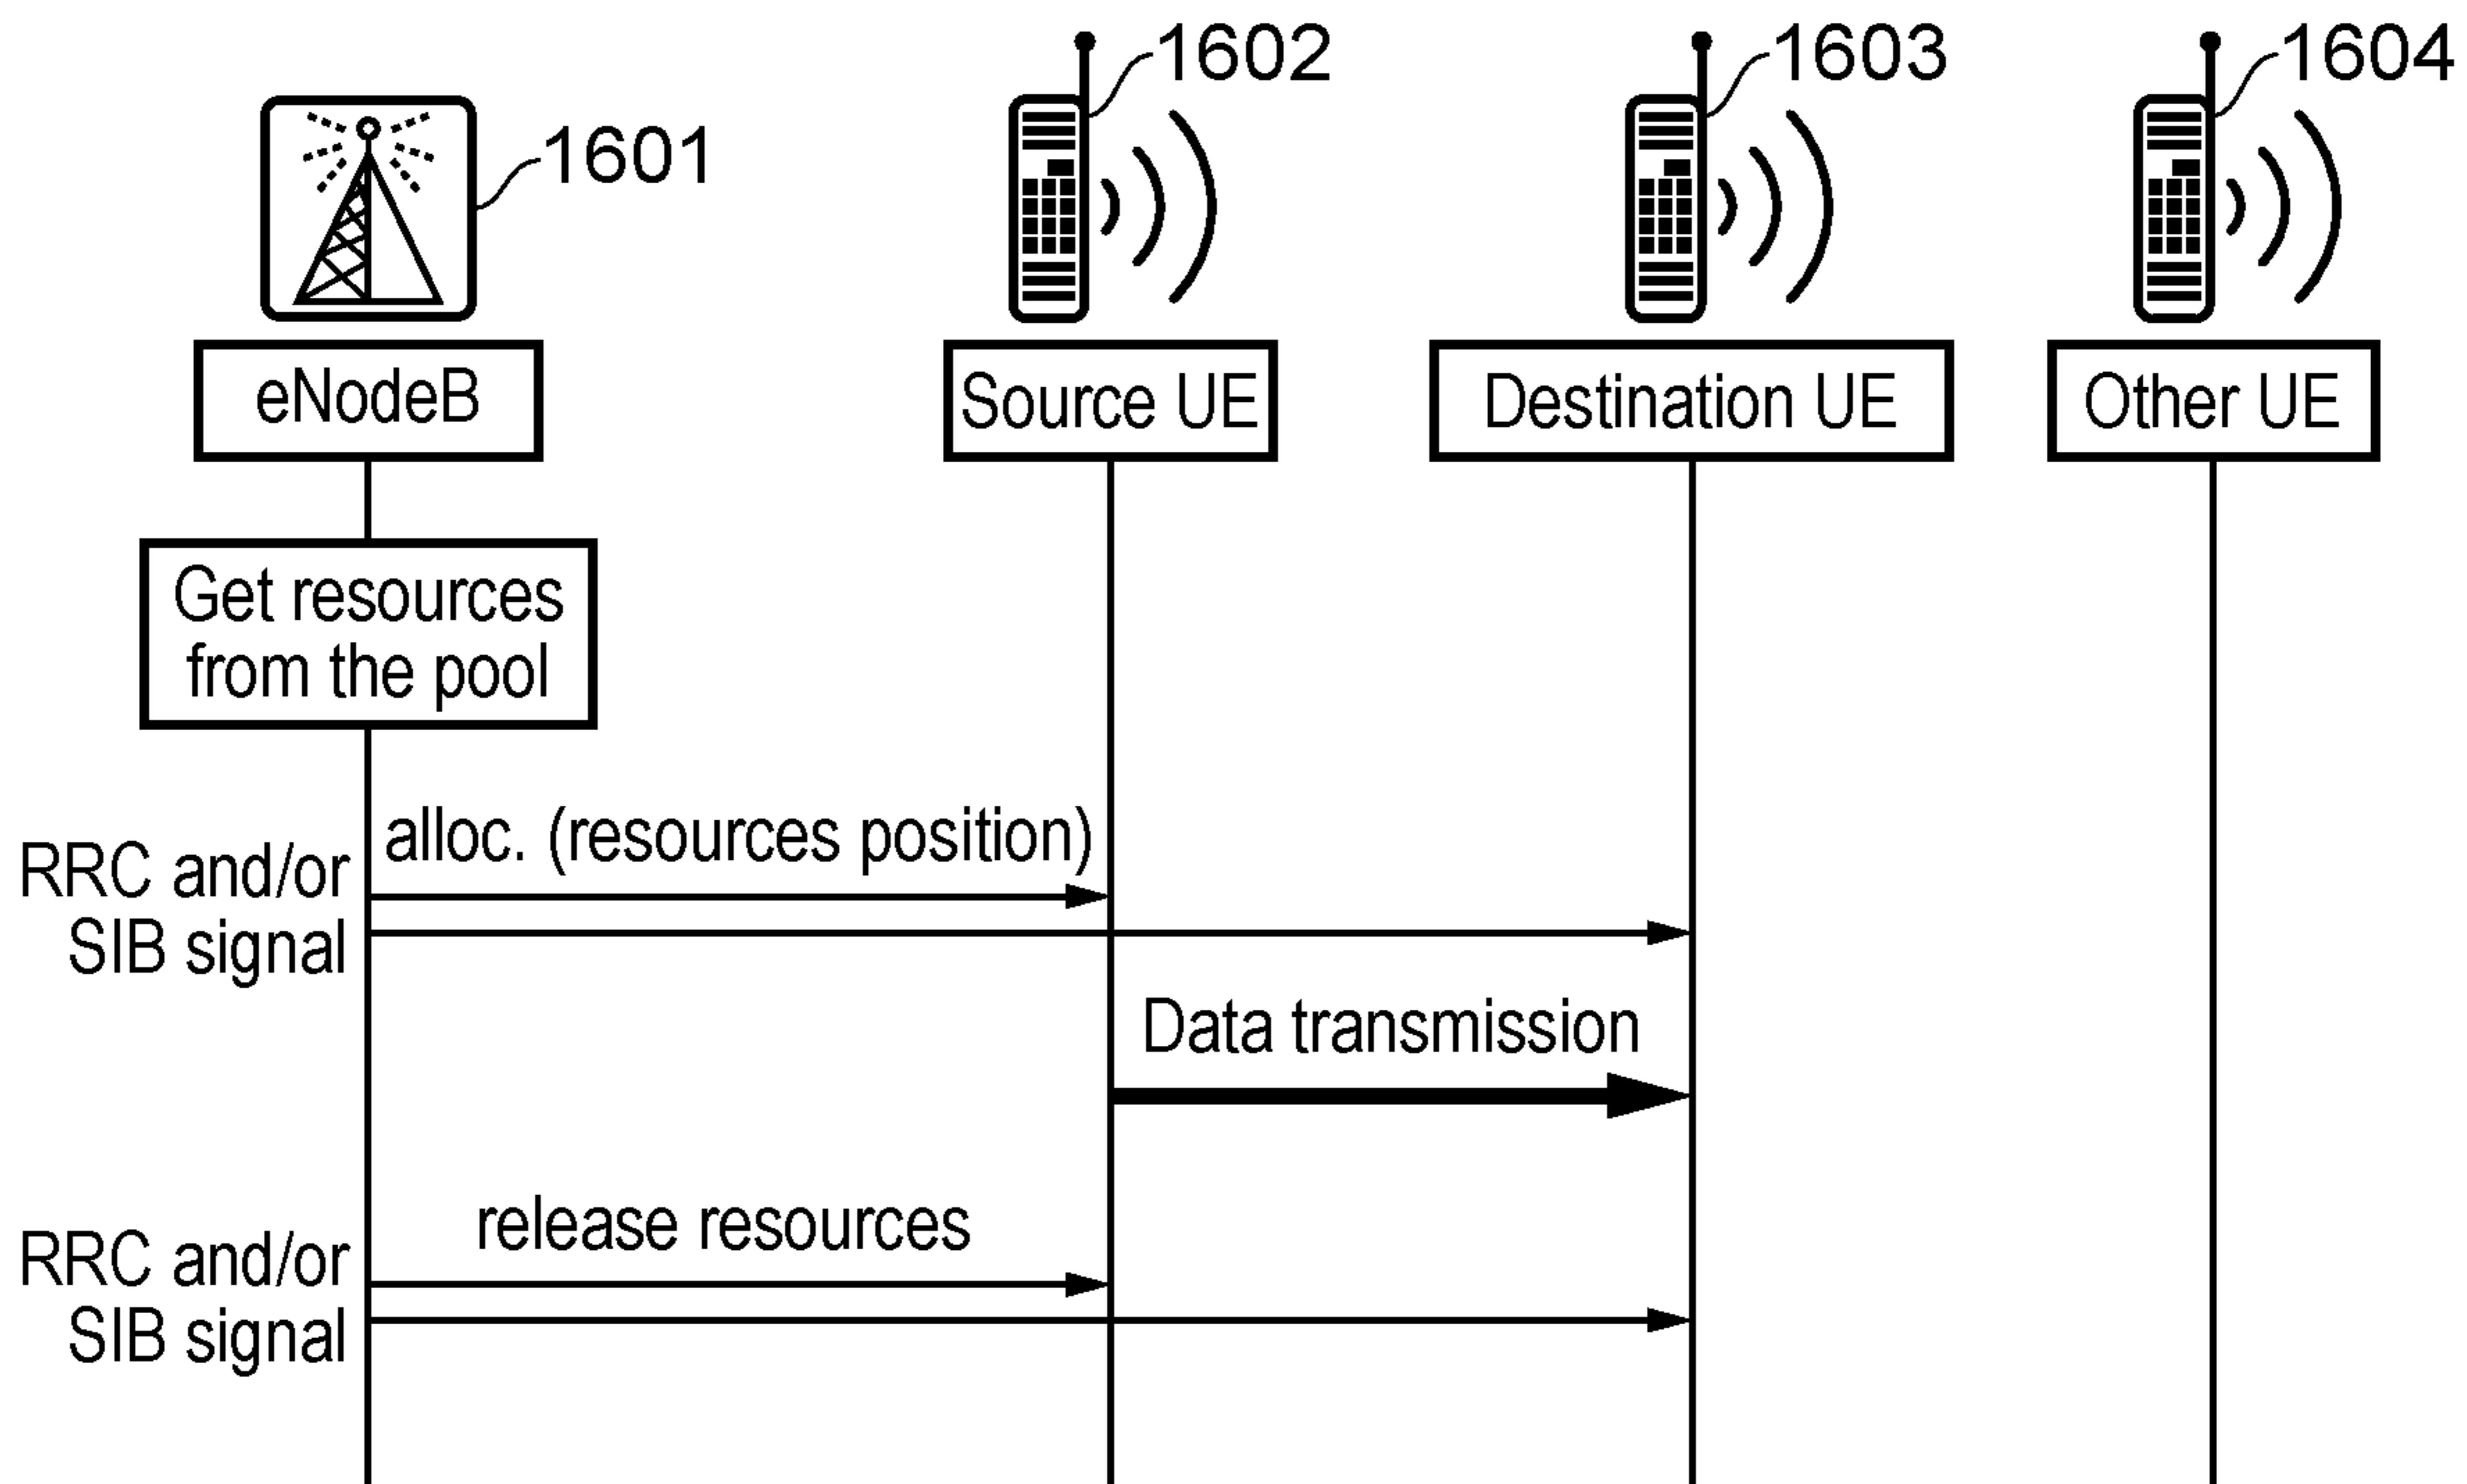 1601
1602
1603
1604
eNodeB
Source UE
Destination UE
Other UE
Get resources
from the pool
alloc. (resources position)
RRC and/or
SIB signal
Data transmission
release resources
RRC and/or
SIB signal